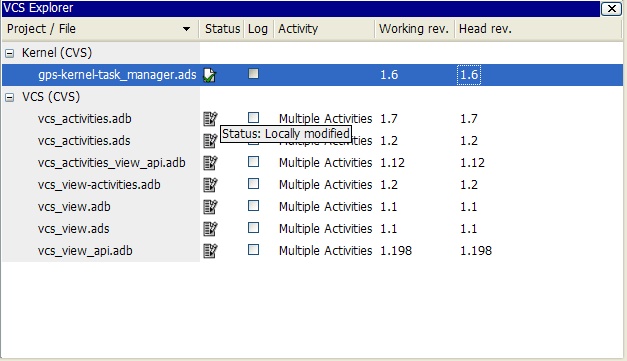 VCS Explorer
Project / File Status Log Activity Working rev. Head rev.
Kernel (CVS)
gps-kernel-task_manager.ads 1.6 1.6
VCS (CVS)
vcs_activities.adb Multiple Activities 1.7 1.7
Status: Locally modified
vcs_activities.ads Multiple Activities 1.2 1.2
vcs_activities_view_api.adb Multiple Activities 1.12 1.12
vcs_view-activities.adb Multiple Activities 1.2 1.2
vcs_view.adb Multiple Activities 1.1 1.1
vcs_view.ads Multiple Activities 1.1 1.1
vcs_view_api.adb Multiple Activities 1.198 1.198